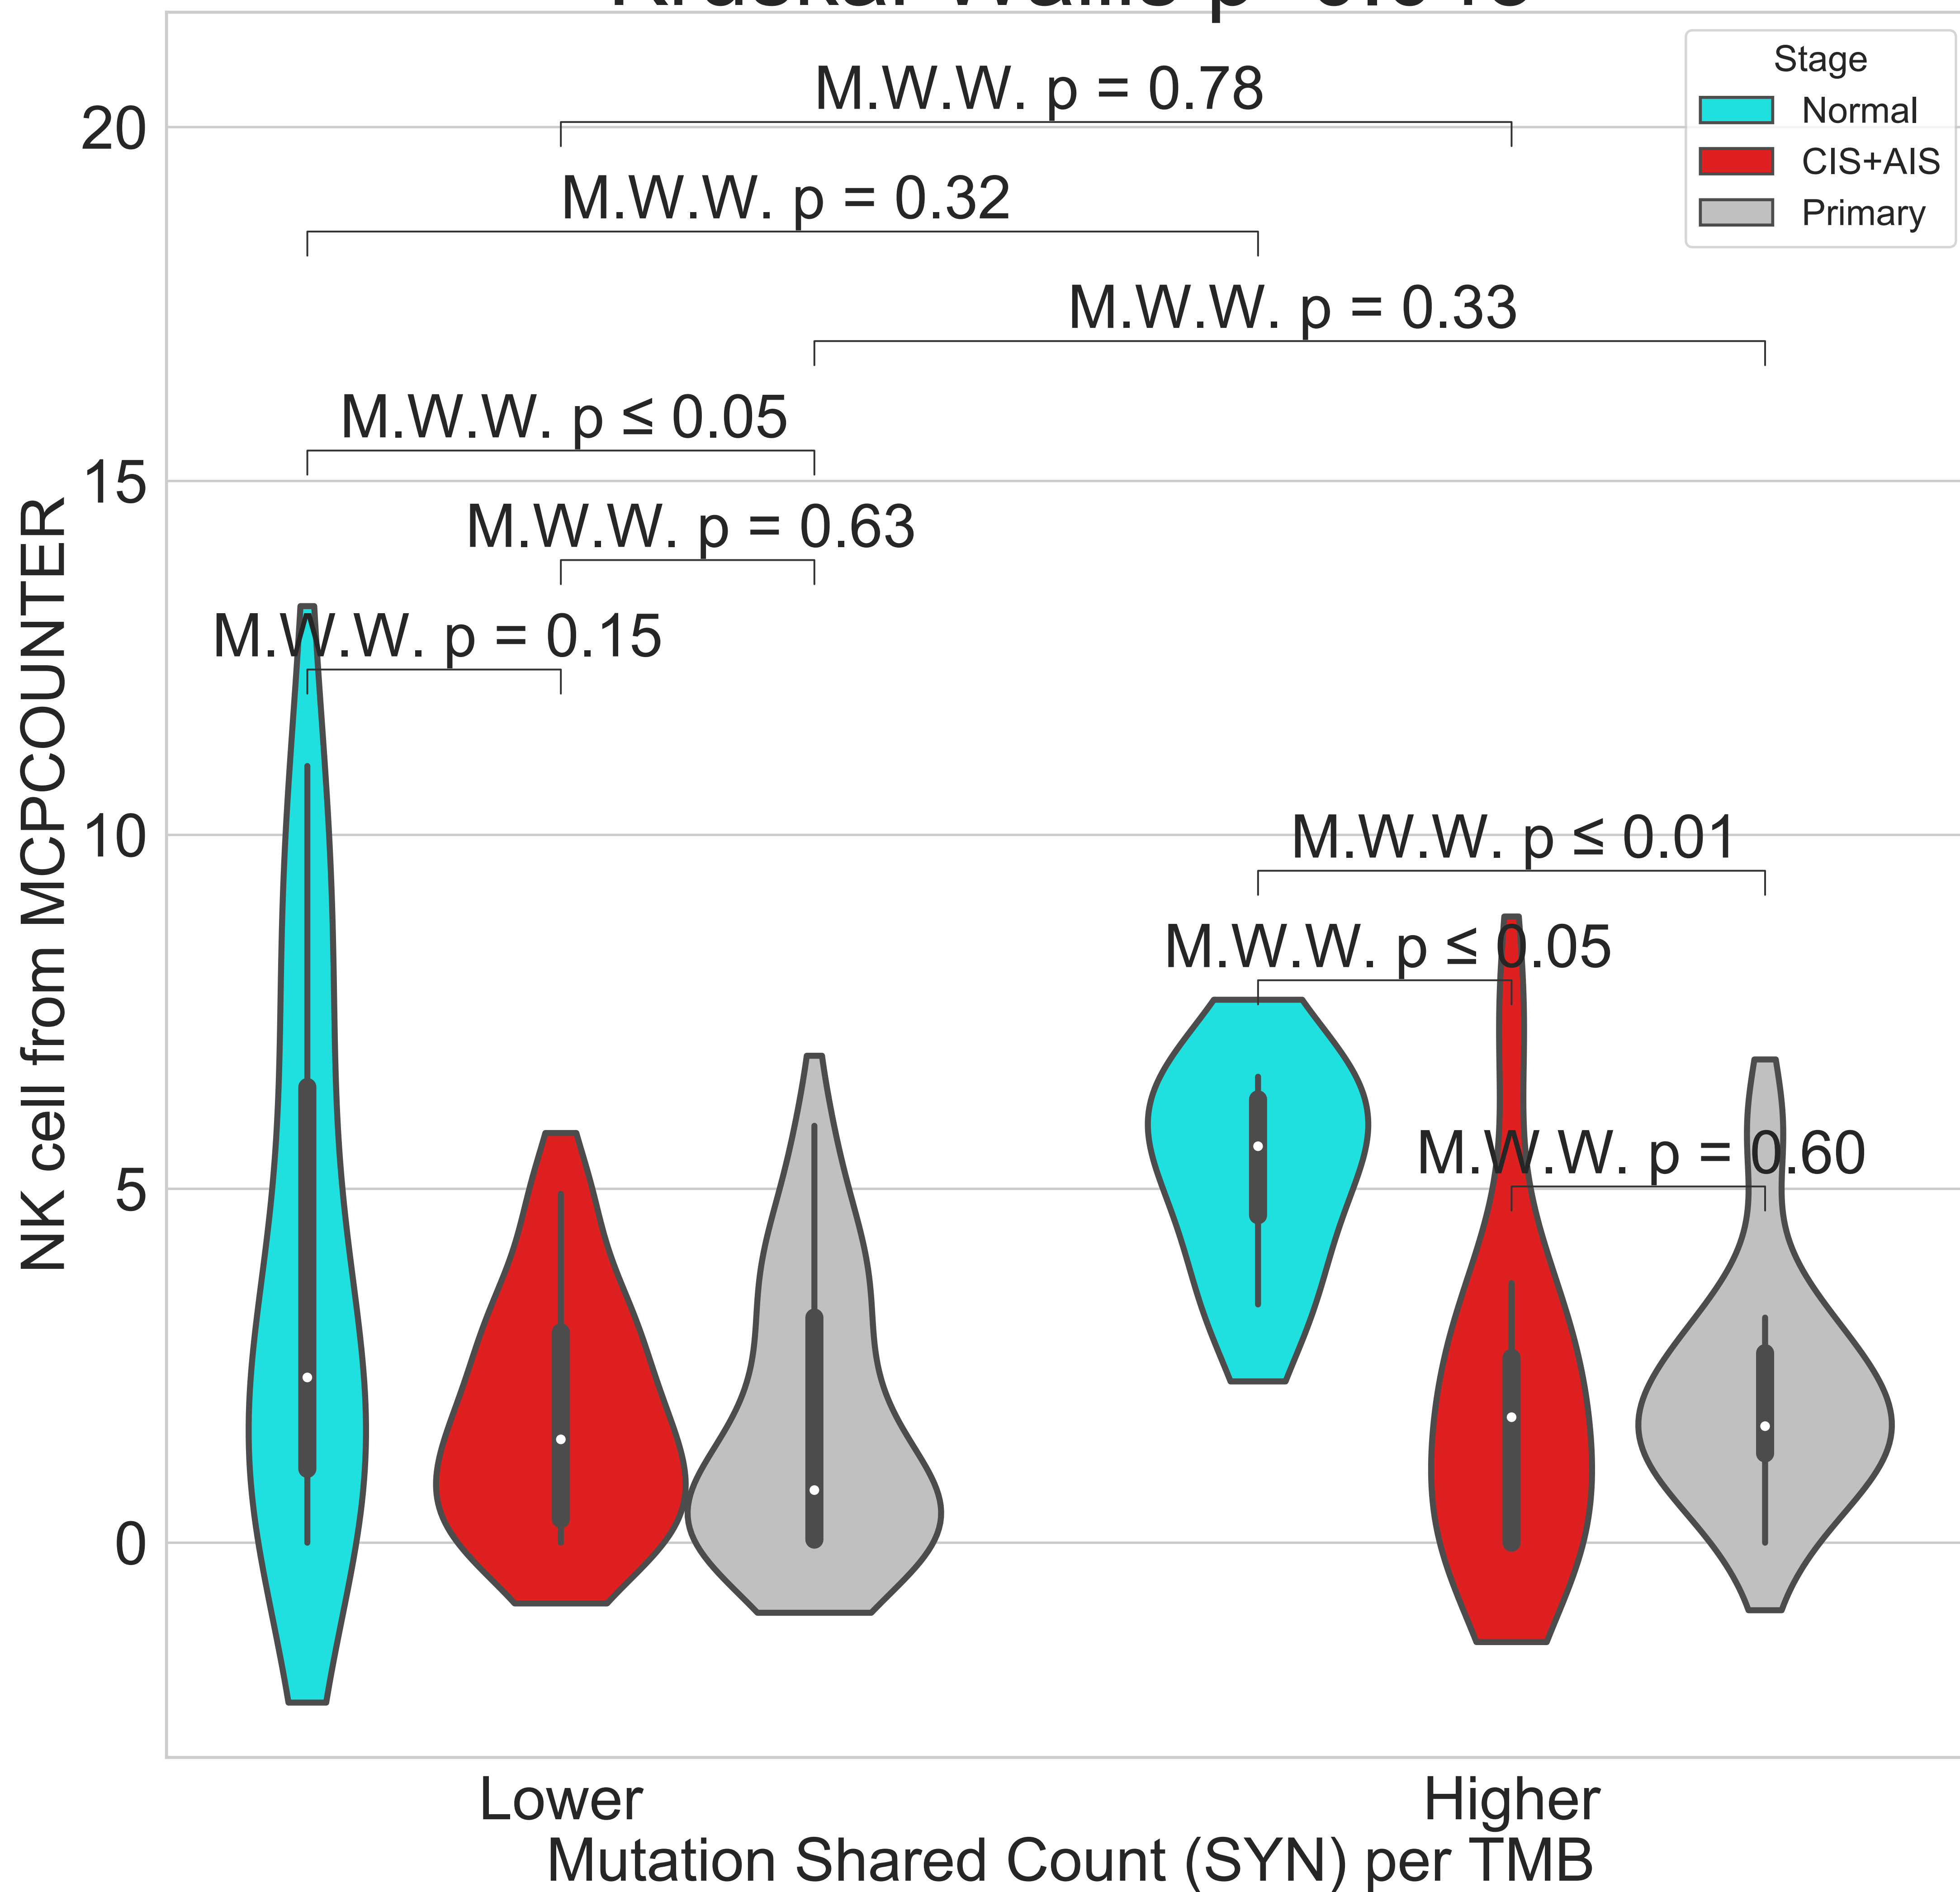 M.W.W. p = 0.78
M.W.W. p = 0.32
M.W.W. p = 0.33
M.W.W. p ≤ 0.05
M.W.W. p = 0.63
M.W.W. p = 0.15
M.W.W. p ≤ 0.01
M.W.W. p ≤ 0.05
M.W.W. p = 0.60
Stage
Normal
CIS+AIS
Primary
20
15
10
5
0
NK cell from MCPCOUNTER
Lower
Higher
Mutation Shared Count (SYN) per TMB